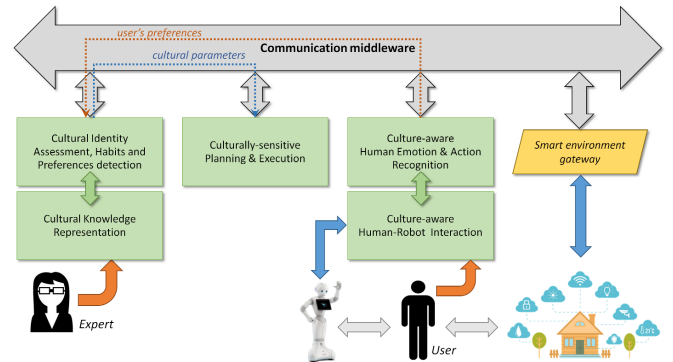 user's preferences
Communication middleware
cultural parameters
Cultural Identity
Assessment, Habits and
Preferences detection
Culturally-sensitive
Planning & Execution
Culture-aware
Human Emotion & Action
Recognition
Smart environment
gateway
Cultural Knowledge
Representation
Culture-aware
Human-Robot Interaction
Expert
User